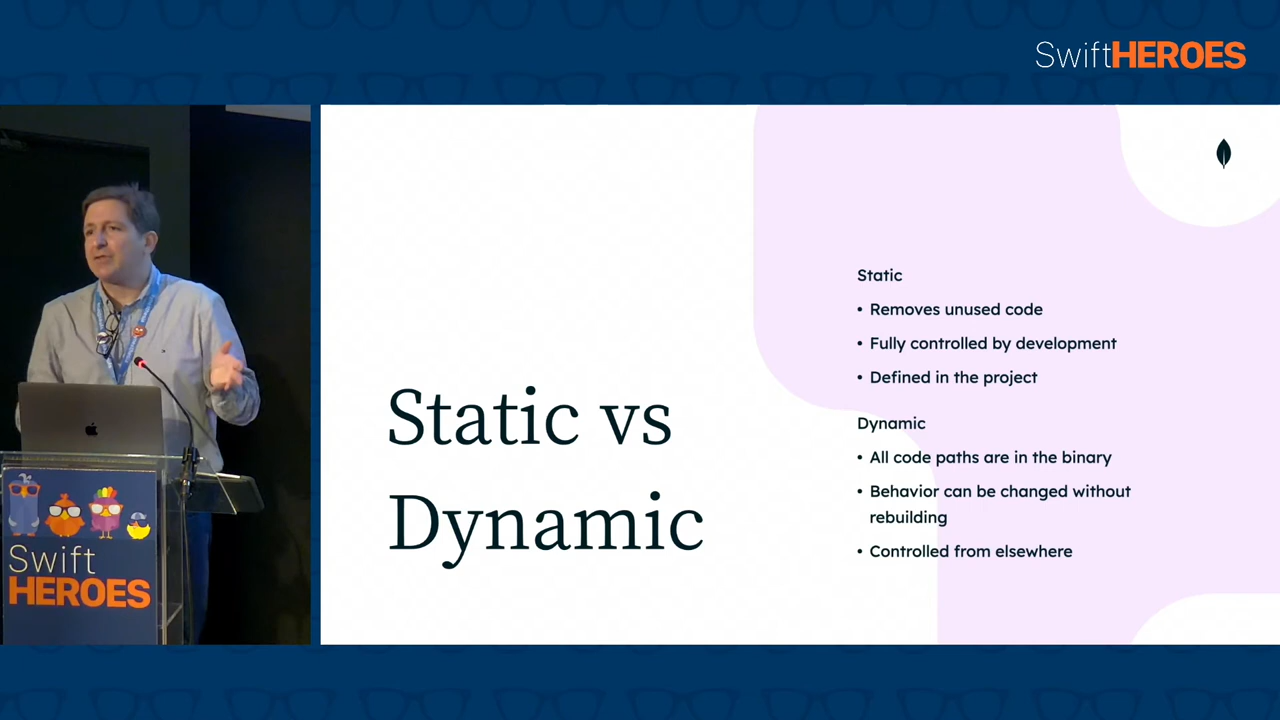 SwiftHEROES
Static vs
Dynamic
Static
• Removes unused code
• Fully controlled by development
• Defined in the project
Dynamic
• All code paths are in the binary
• Behavior can be changed without
rebuilding
• Controlled from elsewhere
Swift
HEROES